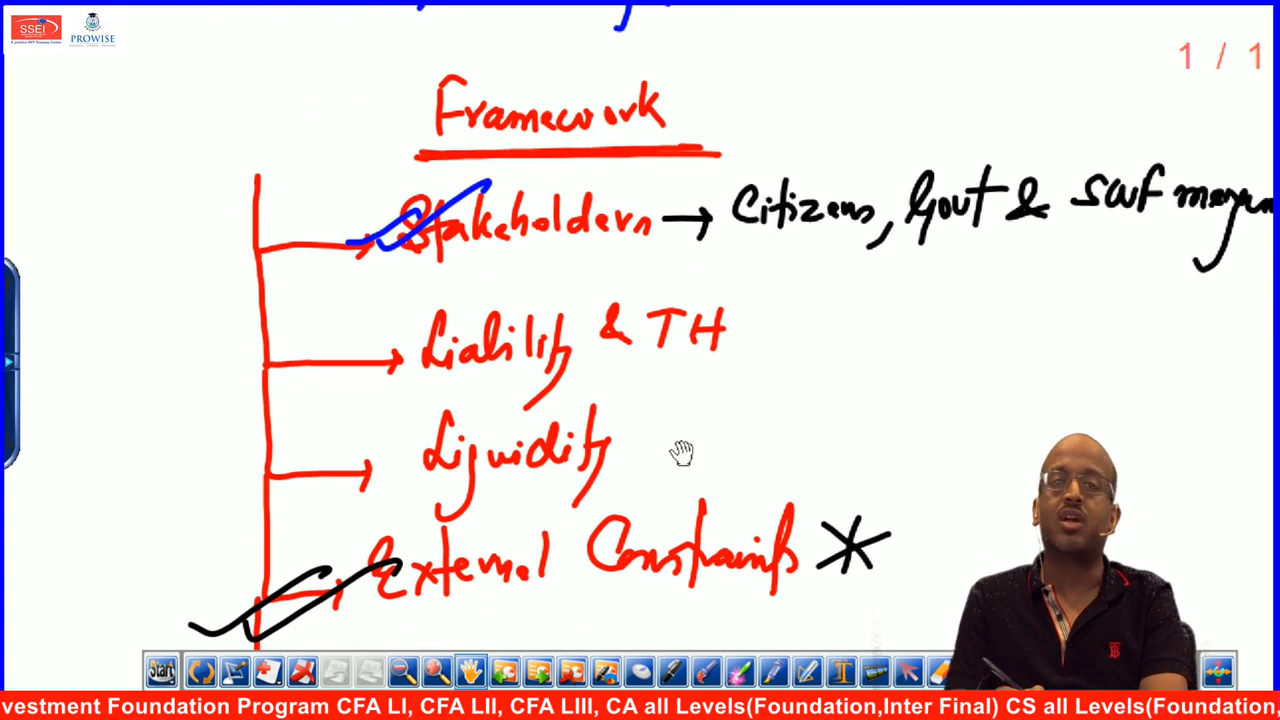 SSEI
PROWISE
1 / 1
Framework
Stakeholders → Citizens, Govt & SWF
Liability & TH
Liquidity
External Constraints *
Start
vestment Foundation Program CFA LI, CFA LII, CFA LIII, CA all Levels(Foundation,Inter Final) CS all Levels(Foundation,